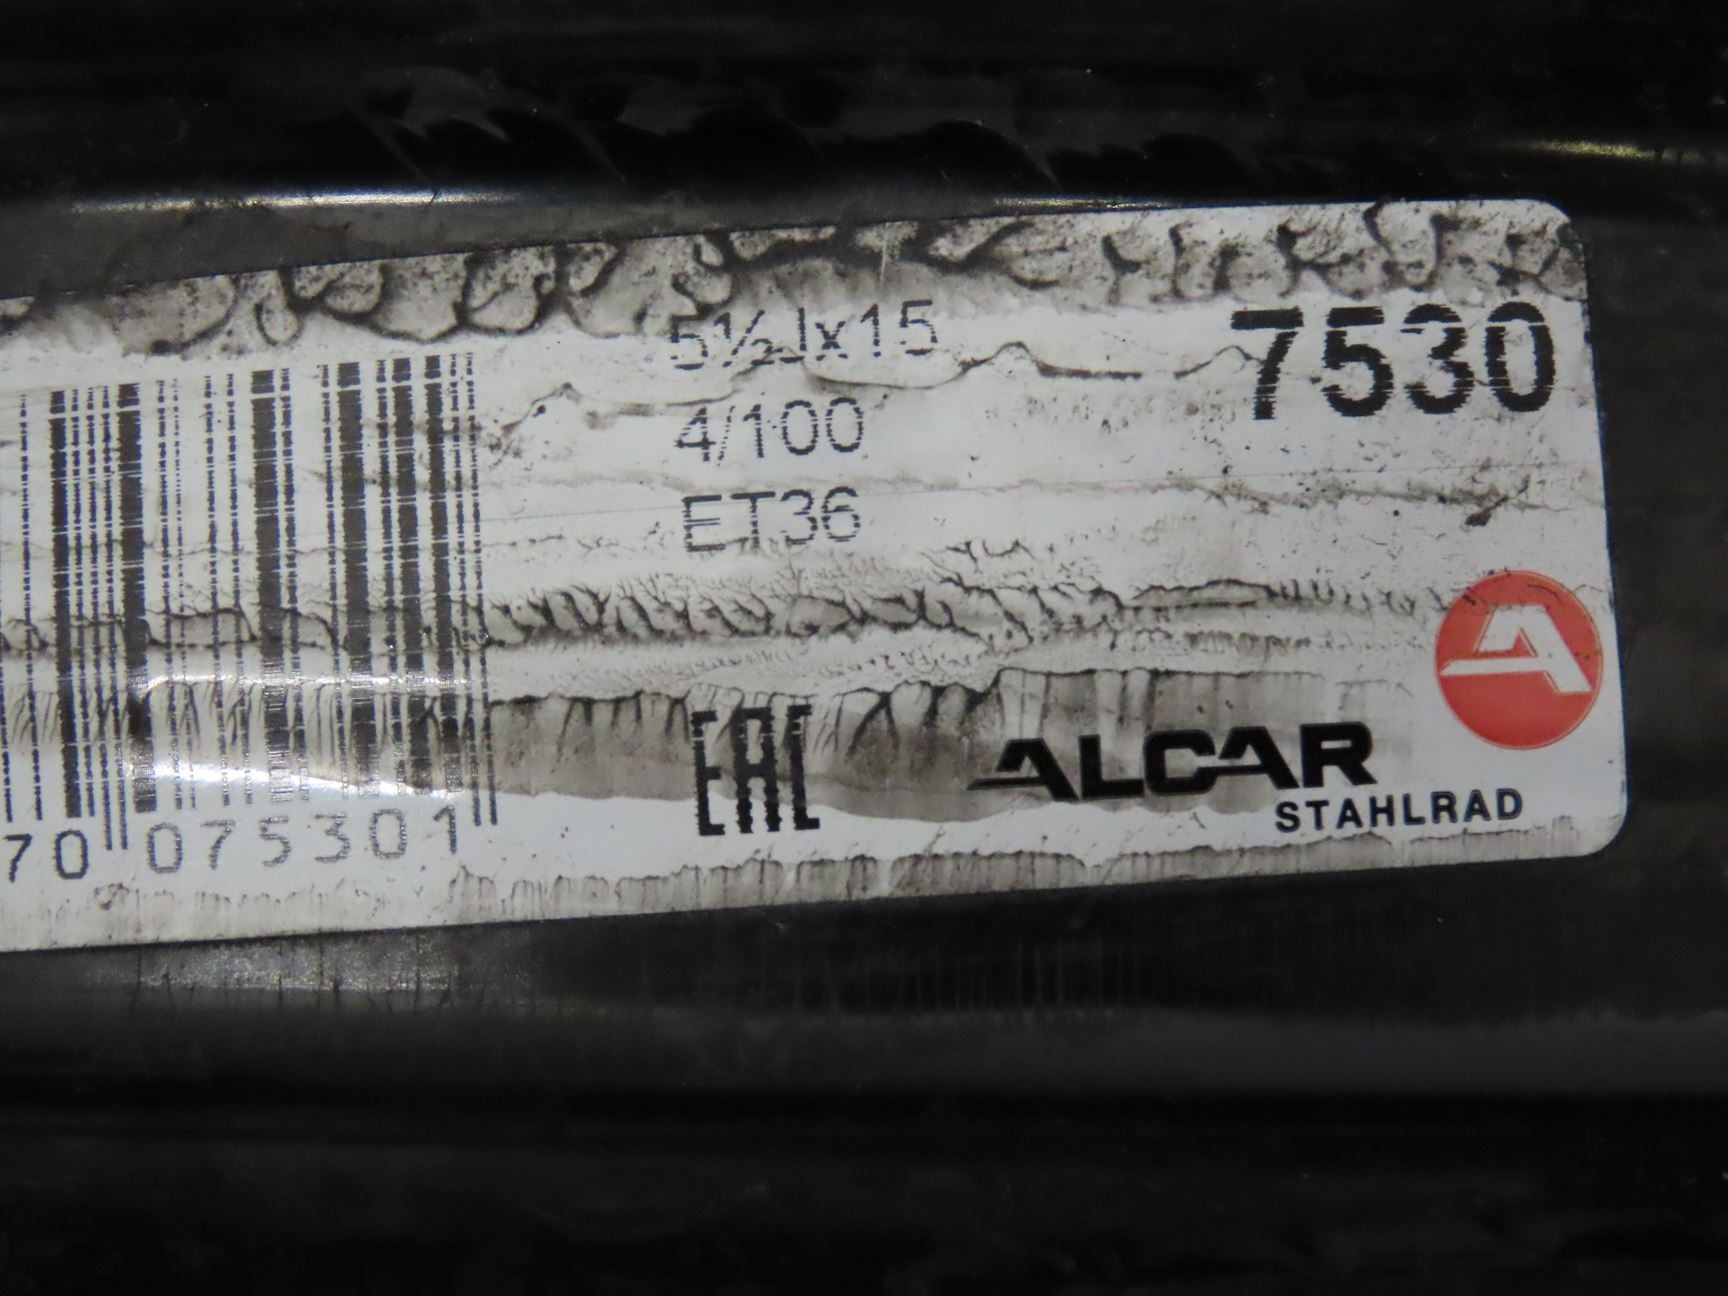 5½Jx15
7530
4/100
ET36
EAC
ALCAR
STAHLRAD
70 075301